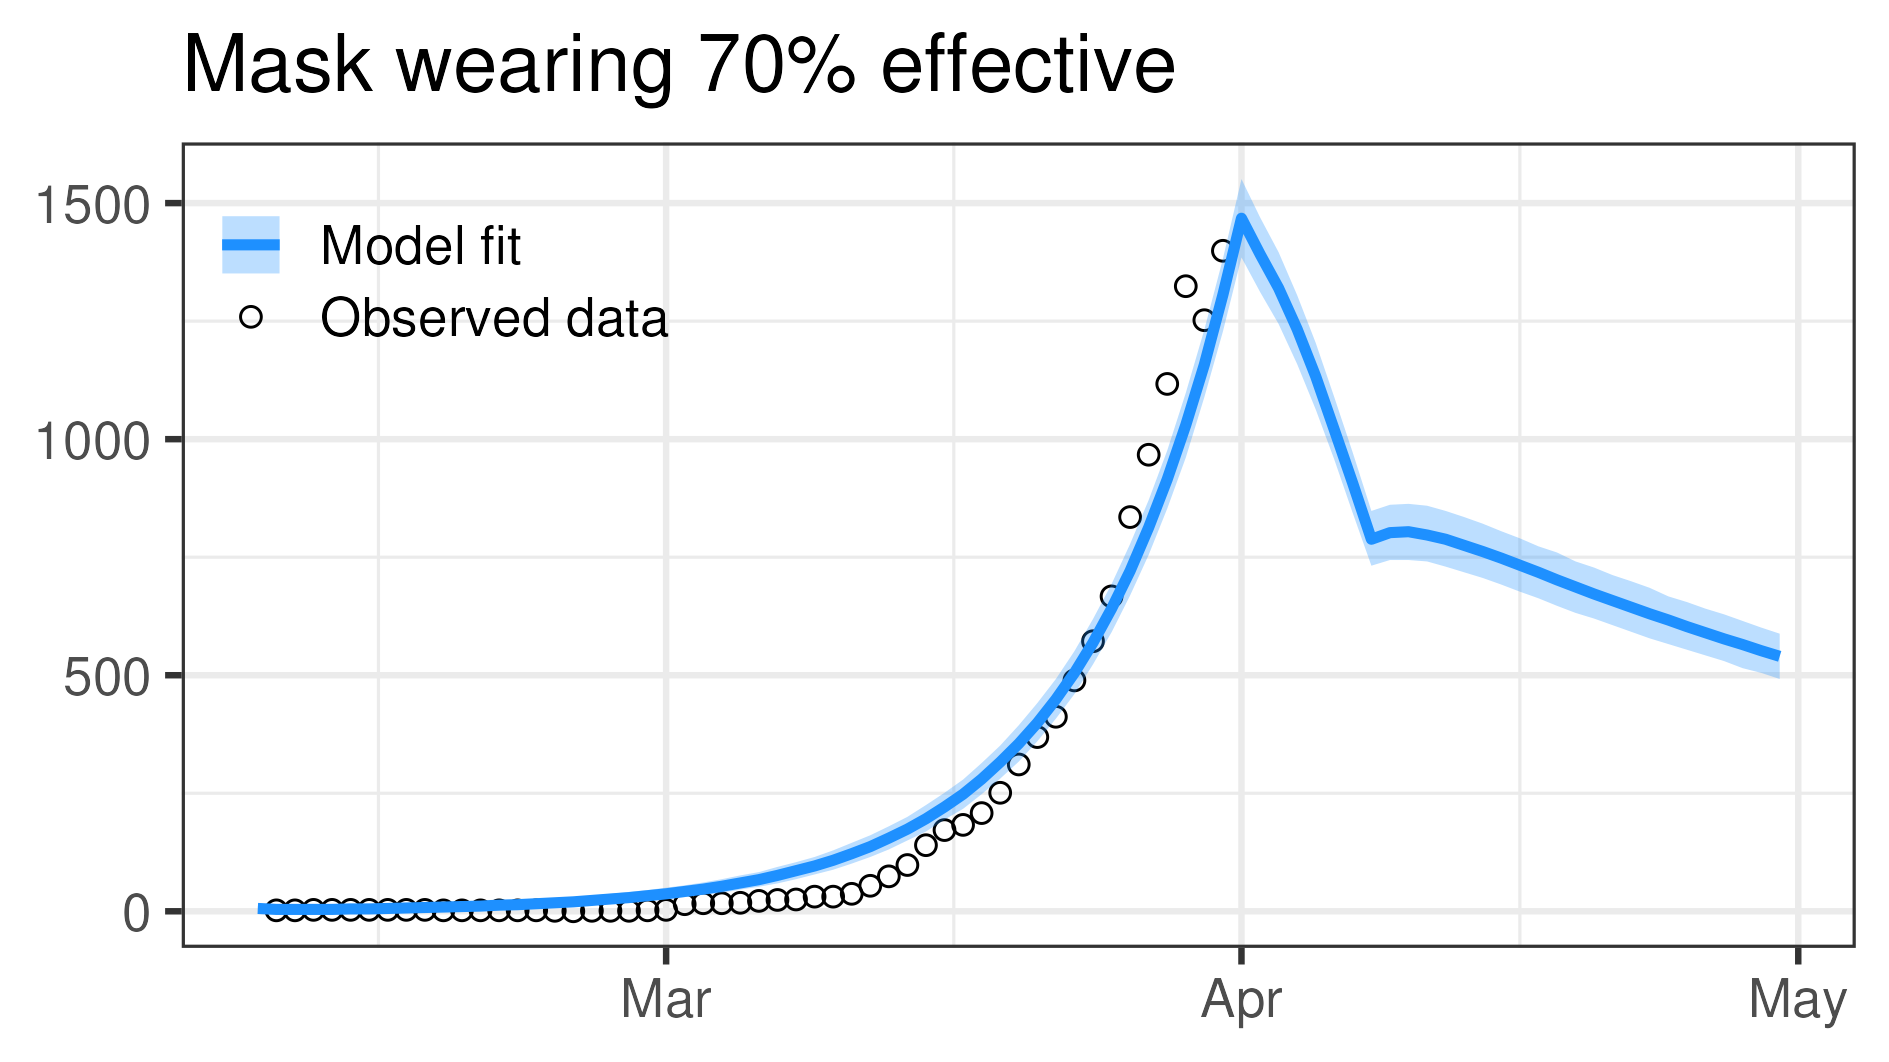 Mask wearing 70% effective
1500
1000
500
0
Model fit
Observed data
Mar
Apr
May